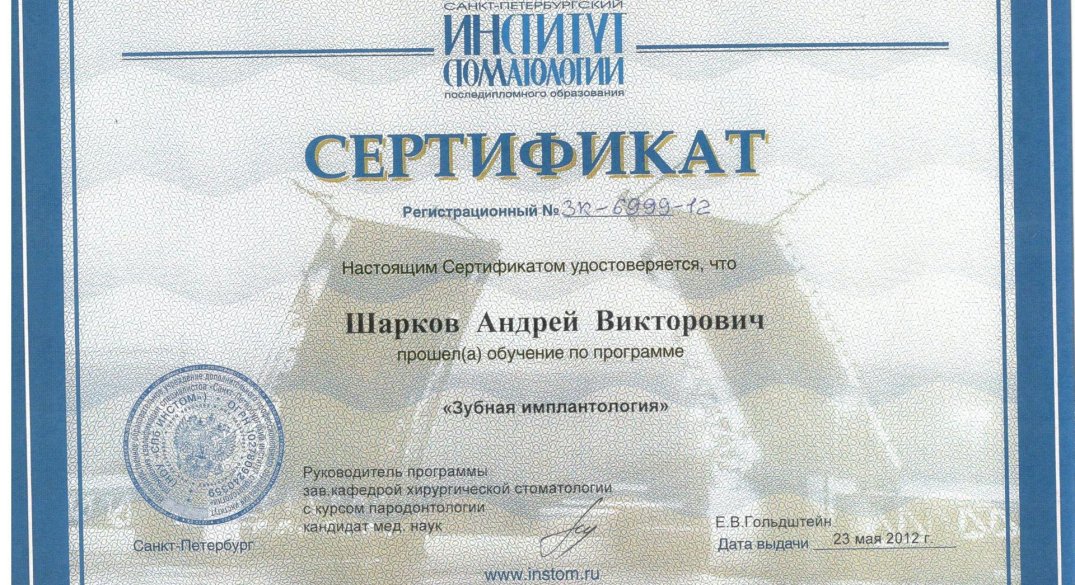 САНКТ-ПЕТЕРБУРГСКИЙ
ИНСТИТУТ
СТОМАТОЛОГИИ
последипломного образования
СЕРТИФИКАТ
Регистрационный № ЗК-6999-12
Настоящим Сертификатом удостоверяется, что
Шарков Андрей Викторович
прошел(а) обучение по программе
«Зубная имплантология»
Руководитель программы
зав.кафедрой хирургической стоматологии
с курсом пародонтологии
кандидат мед. наук
Е.В.Гольдштейн
Санкт-Петербург
Дата выдачи 23 мая 2012 г.
www.instom.ru